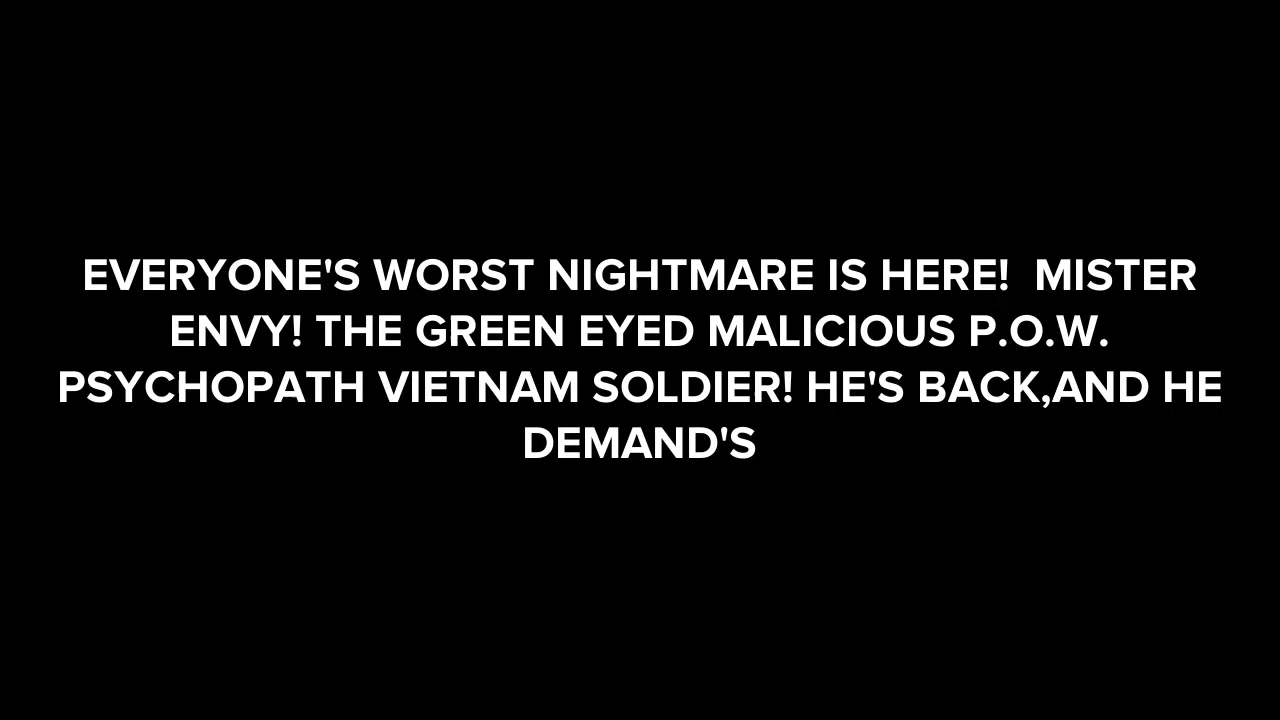 EVERYONE'S WORST NIGHTMARE IS HERE!  MISTER
ENVY! THE GREEN EYED MALICIOUS P.O.W.
PSYCHOPATH VIETNAM SOLDIER! HE'S BACK,AND HE
DEMAND'S